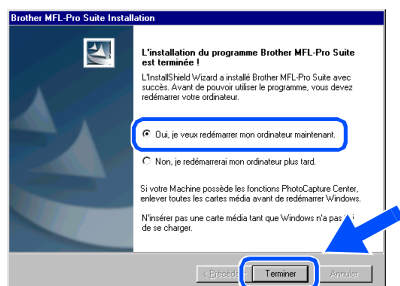 Brother MFL-Pro Suite Installation
L'installation du programme Brother MFL-Pro Suite
est terminée !
L'InstallShield Wizard a installé Brother MFL-Pro Suite avec
succès. Avant de pouvoir utiliser le programme, vous devez
redémarrer votre ordinateur.
Oui, je veux redémarrer mon ordinateur maintenant.
Non, je redémarrerai mon ordinateur plus tard.
Si votre Machine possède les fonctions PhotoCapture Center,
enlever toutes les cartes média avant de redémarrer Windows.
N'insérer pas une carte média tant que Windows n'a pas
de se charger.
< Précéde
Terminer
Annuler